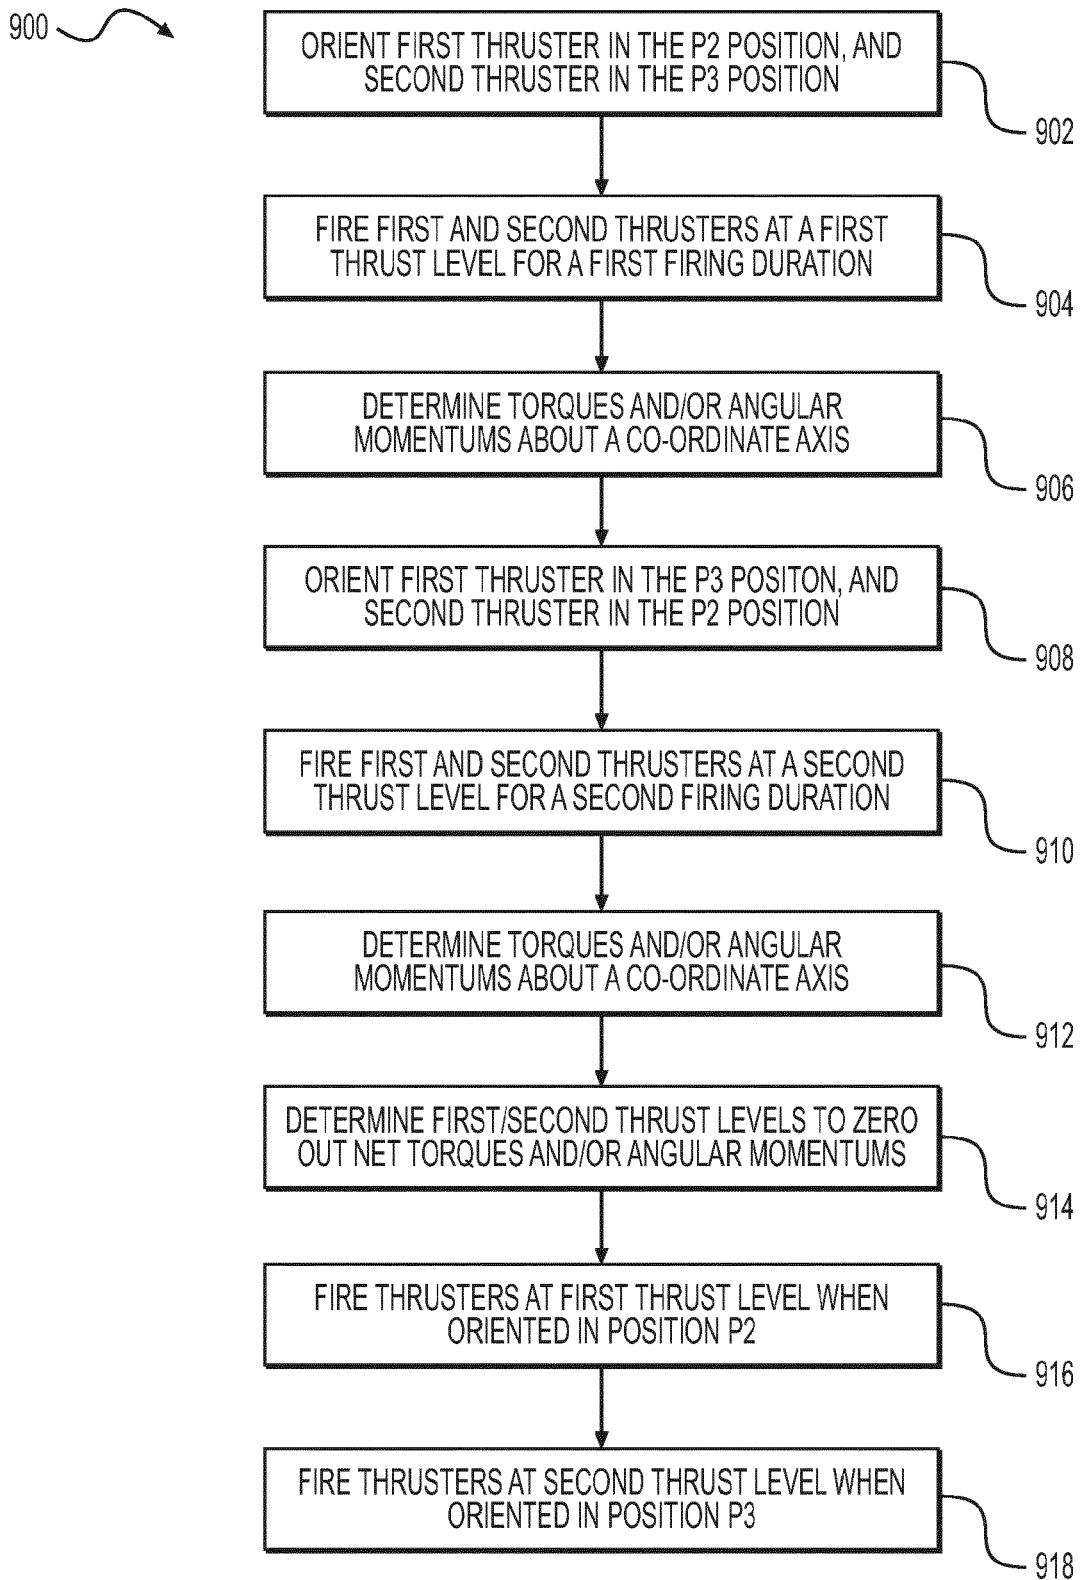 900
ORIENT FIRST THRUSTER IN THE P2 POSITION, AND
SECOND THRUSTER IN THE P3 POSITION
902
FIRE FIRST AND SECOND THRUSTERS AT A FIRST
THRUST LEVEL FOR A FIRST FIRING DURATION
904
DETERMINE TORQUES AND/OR ANGULAR
MOMENTUMS ABOUT A CO-ORDINATE AXIS
906
ORIENT FIRST THRUSTER IN THE P3 POSITON, AND
SECOND THRUSTER IN THE P2 POSITION
908
FIRE FIRST AND SECOND THRUSTERS AT A SECOND
THRUST LEVEL FOR A SECOND FIRING DURATION
910
DETERMINE TORQUES AND/OR ANGULAR
MOMENTUMS ABOUT A CO-ORDINATE AXIS
912
DETERMINE FIRST/SECOND THRUST LEVELS TO ZERO
OUT NET TORQUES AND/OR ANGULAR MOMENTUMS
914
FIRE THRUSTERS AT FIRST THRUST LEVEL WHEN
ORIENTED IN POSITION P2
916
FIRE THRUSTERS AT SECOND THRUST LEVEL WHEN
ORIENTED IN POSITION P3
918